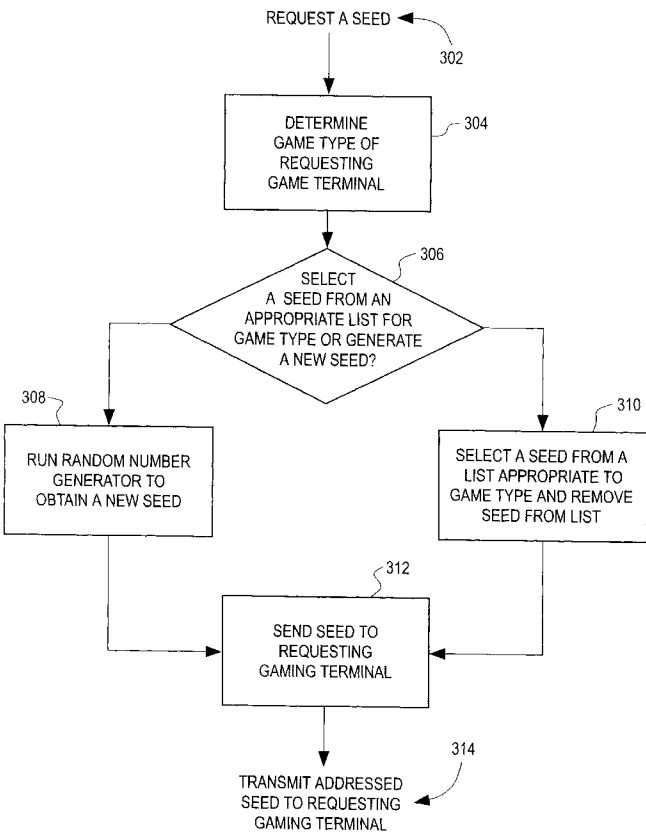 REQUEST A SEED
302
DETERMINE
GAME TYPE OF
REQUESTING
GAME TERMINAL
304
306
SELECT
A SEED FROM AN
APPROPRIATE LIST FOR
GAME TYPE OR GENERATE
A NEW SEED?
308
RUN RANDOM NUMBER
GENERATOR TO
OBTAIN A NEW SEED
310
SELECT A SEED FROM A
LIST APPROPRIATE TO
GAME TYPE AND REMOVE
SEED FROM LIST
312
SEND SEED TO
REQUESTING
GAMING TERMINAL
TRANSMIT ADDRESSED
SEED TO REQUESTING
GAMING TERMINAL
314